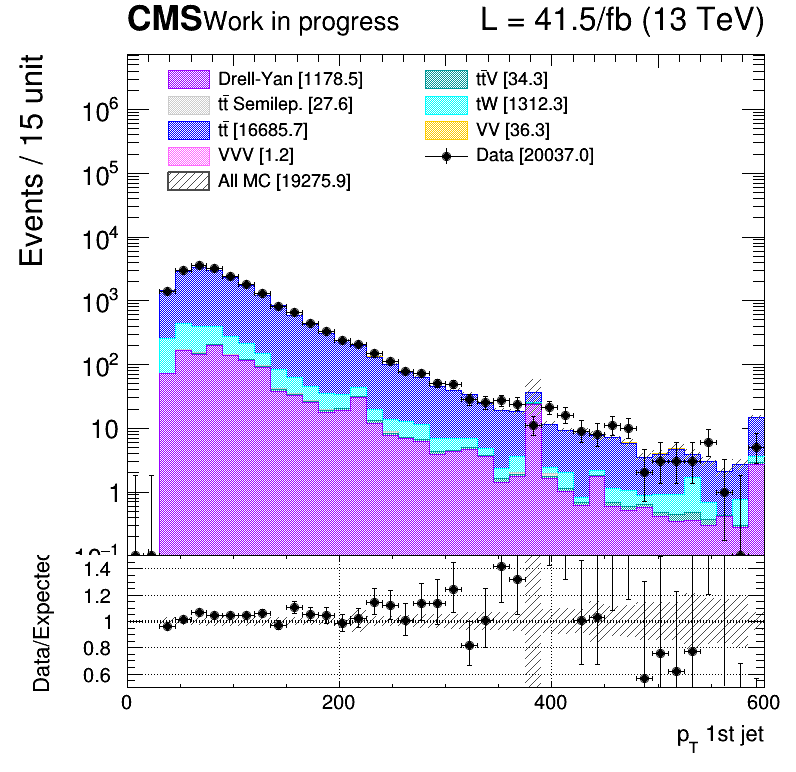 CMS Work in progress L = 41.5/fb (13 TeV)
Events / 15 unit
Drell-Yan [1178.5]
tt̄ Semilep. [27.6]
tt̄ [16685.7]
VVV [1.2]
All MC [19275.9]
tt̄V [34.3]
tW [1312.3]
VV [36.3]
Data [20037.0]
10⁶
10⁵
10⁴
10³
10²
10
1
10⁻¹
Data/Expected
1.4
1.2
1
0.8
0.6
0 200 400 600
p_T 1st jet